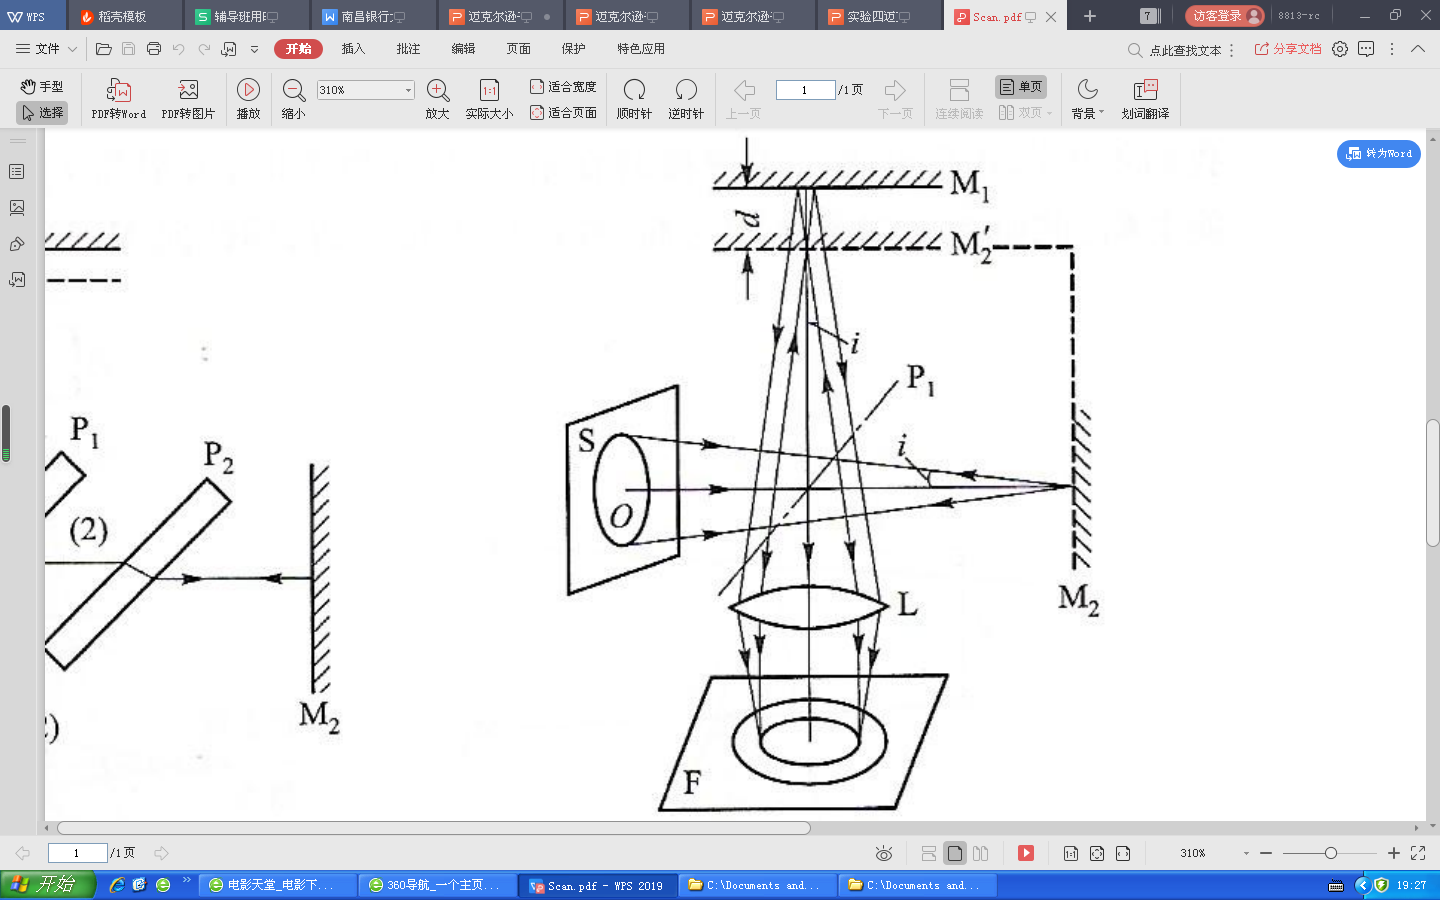 WPS 稻壳模板 辅导班用 南昌银行 迈克尔逊 迈克尔逊 迈克尔逊 实验四迈 Scan.pdf 7 访客登录 8813-rc
文件 开始 插入 批注 编辑 页面 保护 特色应用 点此查找文本 分享文档
手型 310% 适合宽度 1 /1页 单页
选择 PDF转Word PDF转图片 播放 缩小 放大 实际大小 适合页面 顺时针 逆时针 上一页 下一页 连续阅读 双页 背景 划词翻译
转为Word
M1
d
M2′
i
P1
P1
S
i
P2
O
(2)
L
M2
M2
F
1 /1页 310%
开始 电影天堂_电影下... 360导航_一个主页... Scan.pdf - WPS 2019 C:\Documents and... C:\Documents and... 19:27